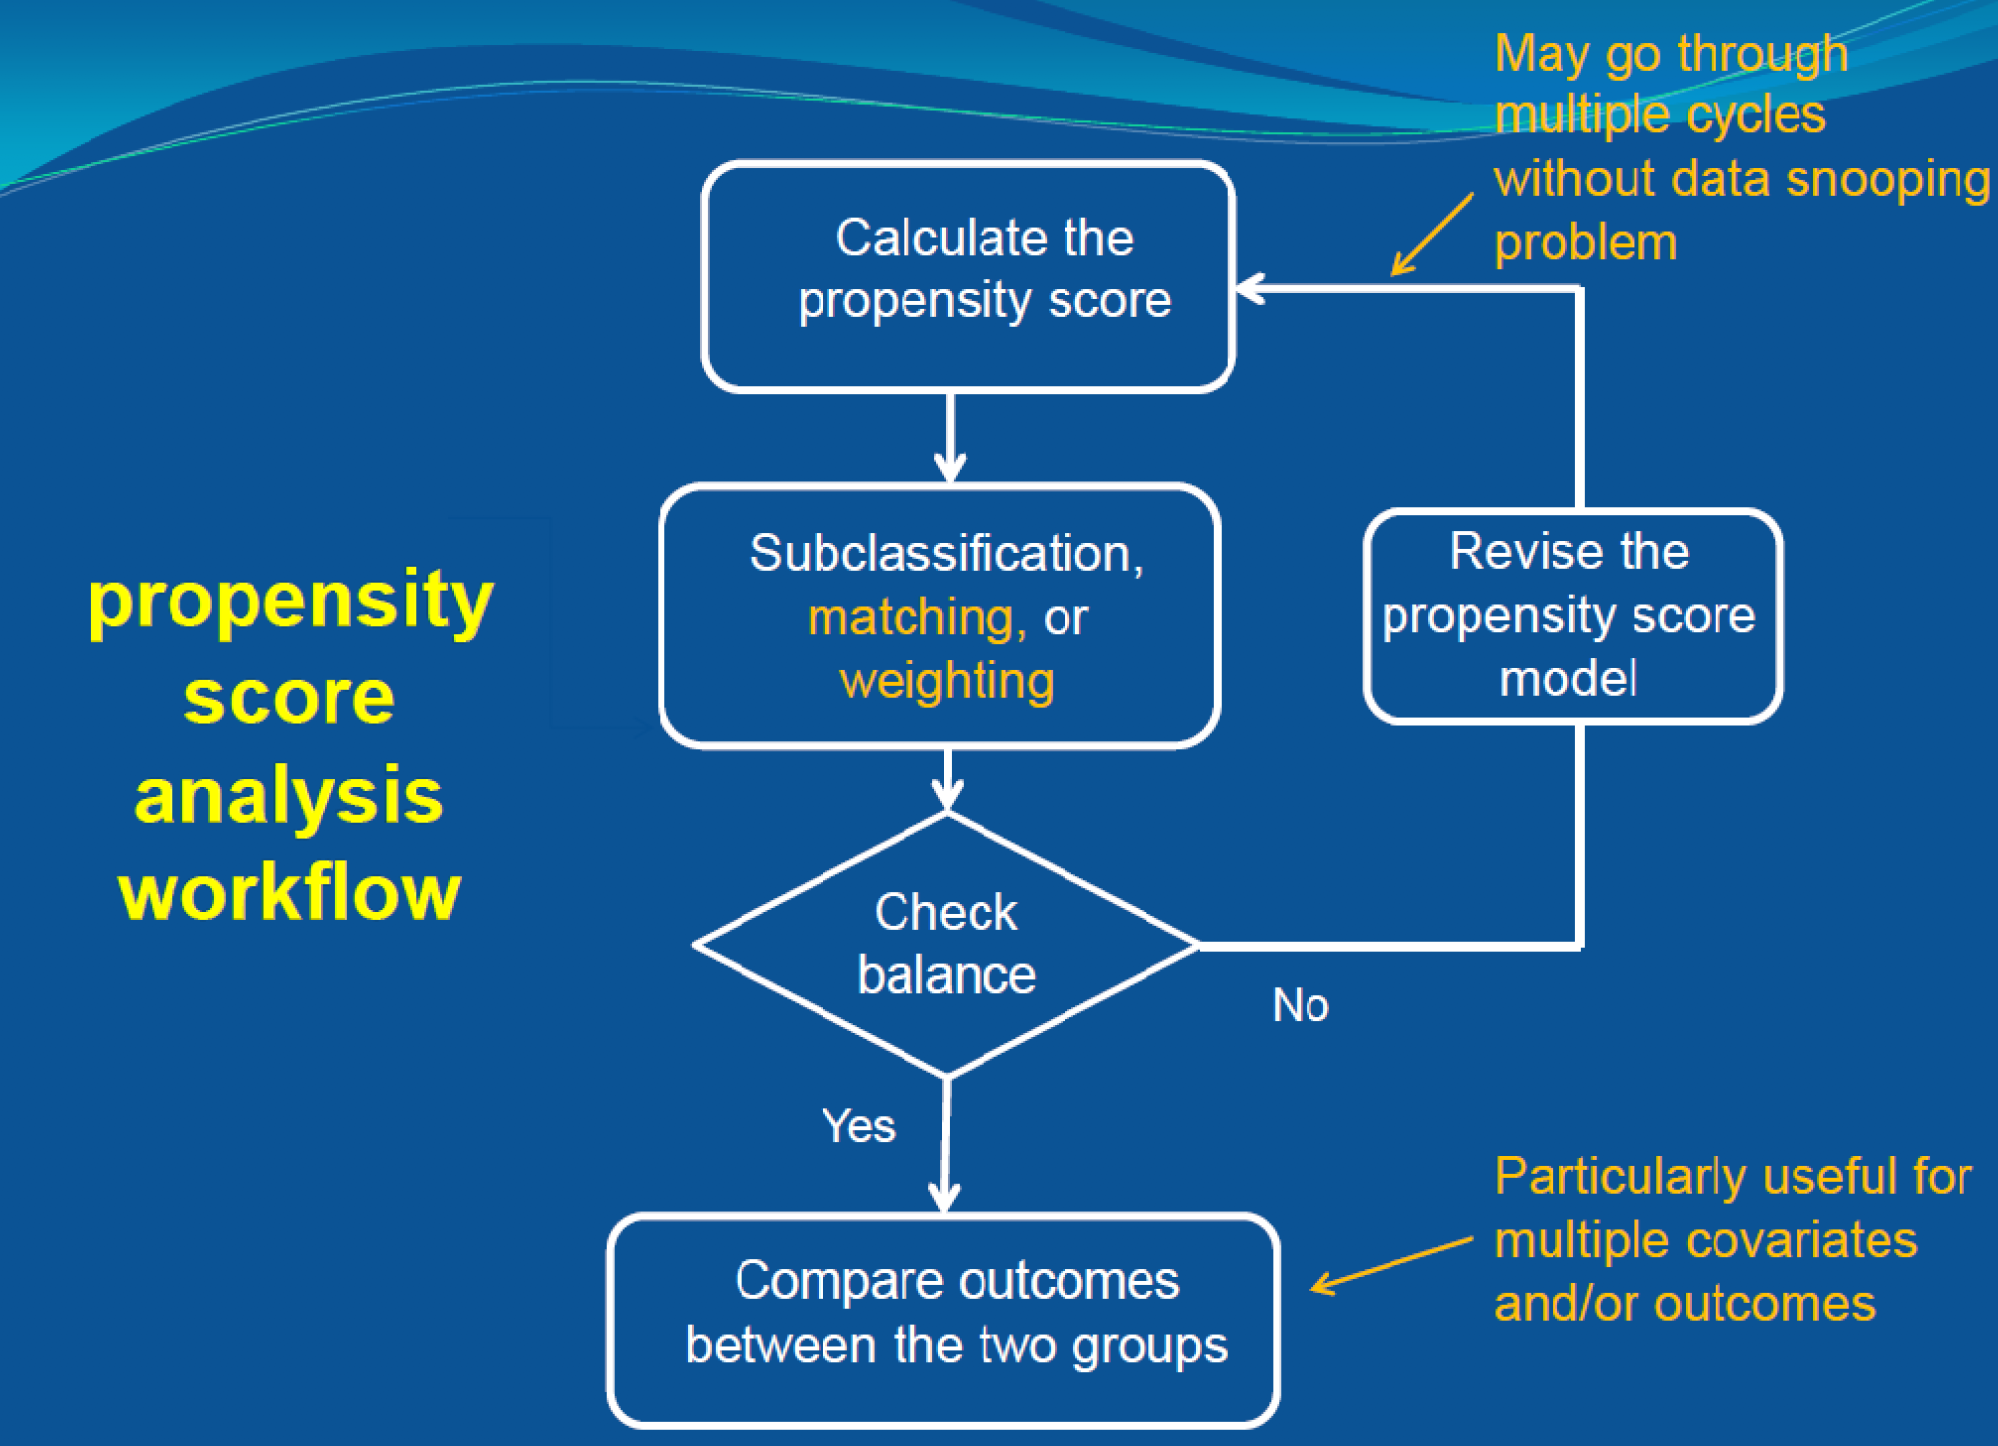 May go through
multiple cycles
without data snooping
problem
Calculate the
propensity score
Subclassification,
matching, or
weighting
Revise the
propensity score
model
propensity
score
analysis
workflow
Check
balance
No
Yes
Compare outcomes
between the two groups
Particularly useful for
multiple covariates
and/or outcomes